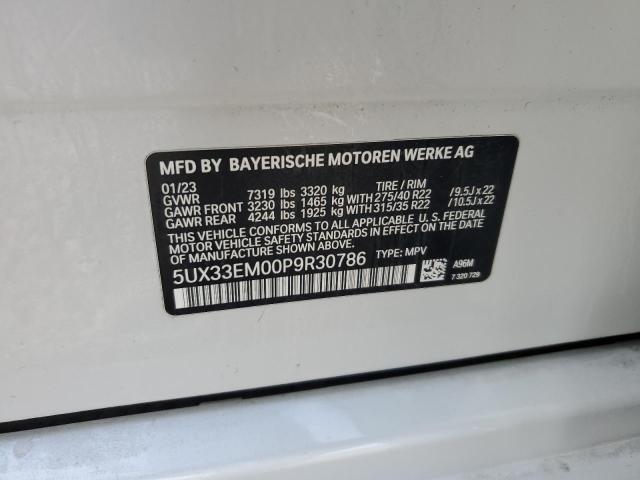 MFD BY BAYERISCHE MOTOREN WERKE AG
01/23 TIRE / RIM
GVWR 7319 lbs 3320 kg
GAWR FRONT 3230 lbs 1465 kg WITH 275/40 R22 / 9.5J x 22
GAWR REAR 4244 lbs 1925 kg WITH 315/35 R22 / 10.5J x 22
THIS VEHICLE CONFORMS TO ALL APPLICABLE U. S. FEDERAL
MOTOR VEHICLE SAFETY STANDARDS IN EFFECT ON THE DATE
OF MANUFACTURE SHOWN ABOVE.
5UX33EM00P9R30786 TYPE: MPV
A96M
7 320 729